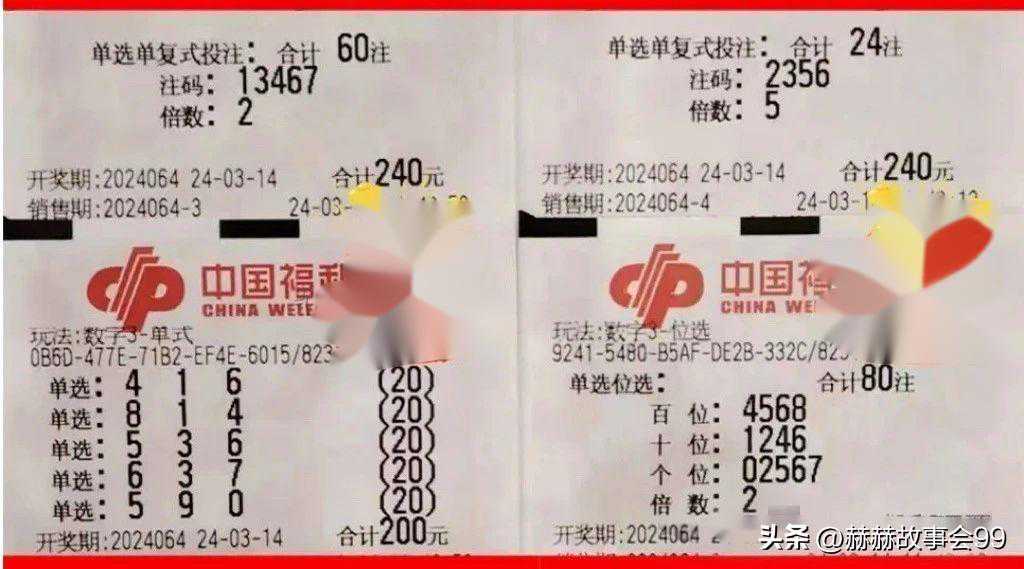 单选单复式投注: 合计 60注
注码: 13467
倍数: 2
开奖期:2024064 24-03-14 合计240元
销售期:2024064-3 24-03-
中国福利
CHINA WELF
玩法:数字3-单式
0B6D-477E-71B2-EF4E-6015/823
单选: 4 1 6 (20)
单选: 8 1 4 (20)
单选: 5 3 6 (20)
单选: 6 3 7 (20)
单选: 5 9 0 (20)
开奖期:2024064 24-03-14 合计200元
单选单复式投注: 合计 24注
注码: 2356
倍数: 5
开奖期:2024064 24-03-14 合计240元
销售期:2024064-4 24-03-1
中国福
CHINA WEL
玩法:数字3-位选
9241-5480-B5AF-DE2B-332C/82
单选位选: 合计80注
百 位: 4568
十 位: 1246
个 位: 02567
倍 数: 2
开奖期:2024064
头条 @赫赫故事会99